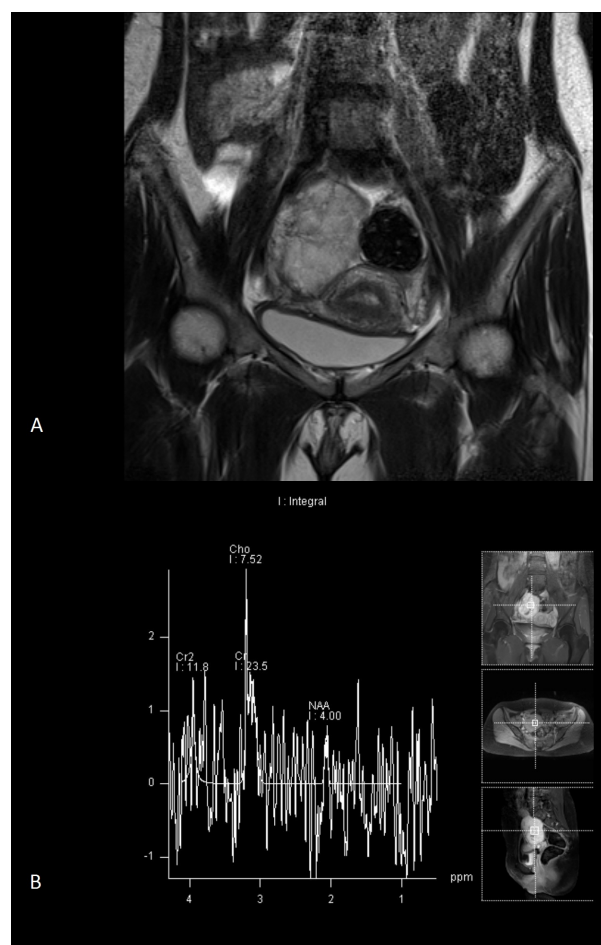 A
I : Integral
Cho
I : 7.52
Cr2
I : 11.8
Cr
I : 23.5
NAA
I : 4.00
2
1
0
-1
4
3
2
1
ppm
B